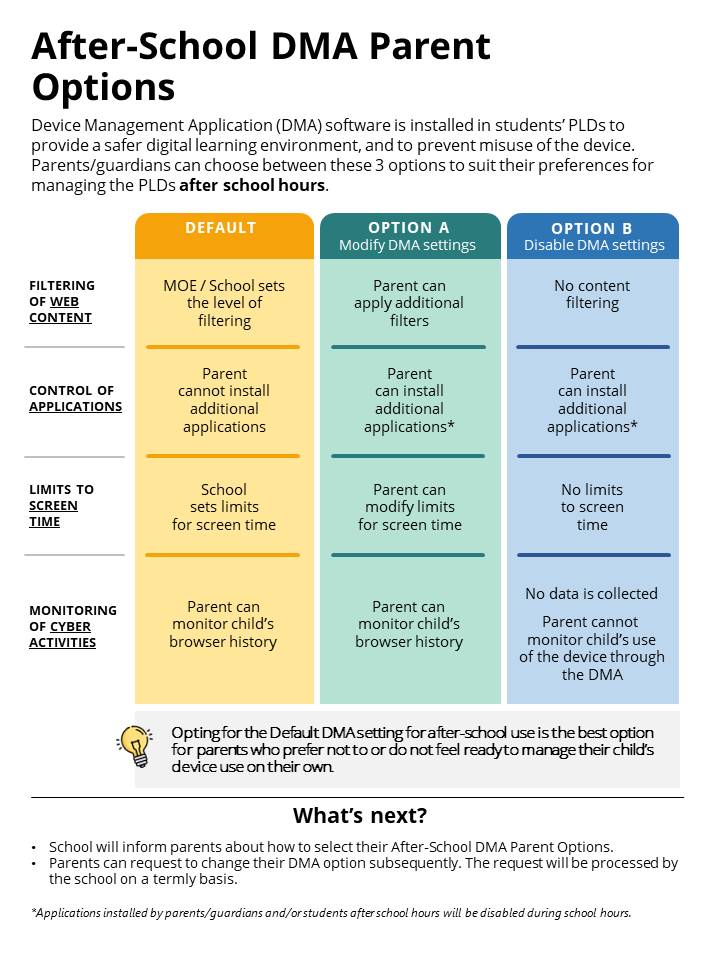 After-School DMA Parent
Options
Device Management Application (DMA) software is installed in students’ PLDs to
provide a safer digital learning environment, and to prevent misuse of the device.
Parents/guardians can choose between these 3 options to suit their preferences for
managing the PLDs after school hours.
DEFAULT
OPTION A
Modify DMA settings
OPTION B
Disable DMA settings
FILTERING
OF WEB
CONTENT
MOE / School sets
the level of
filtering
Parent can
apply additional
filters
No content
filtering
CONTROL OF
APPLICATIONS
Parent
cannot install
additional
applications
Parent
can install
additional
applications*
Parent
can install
additional
applications*
LIMITS TO
SCREEN
TIME
School
sets limits
for screen time
Parent can
modify limits
for screen time
No limits
to screen
time
MONITORING
OF CYBER
ACTIVITIES
Parent can
monitor child’s
browser history
Parent can
monitor child’s
browser history
No data is collected
Parent cannot
monitor child’s use
of the device through
the DMA
Opting for the Default DMA setting for after-school use is the best option
for parents who prefer not to or do not feel ready to manage their child’s
device use on their own.
What’s next?
• School will inform parents about how to select their After-School DMA Parent Options.
• Parents can request to change their DMA option subsequently. The request will be processed by
the school on a termly basis.
*Applications installed by parents/guardians and/or students after school hours will be disabled during school hours.